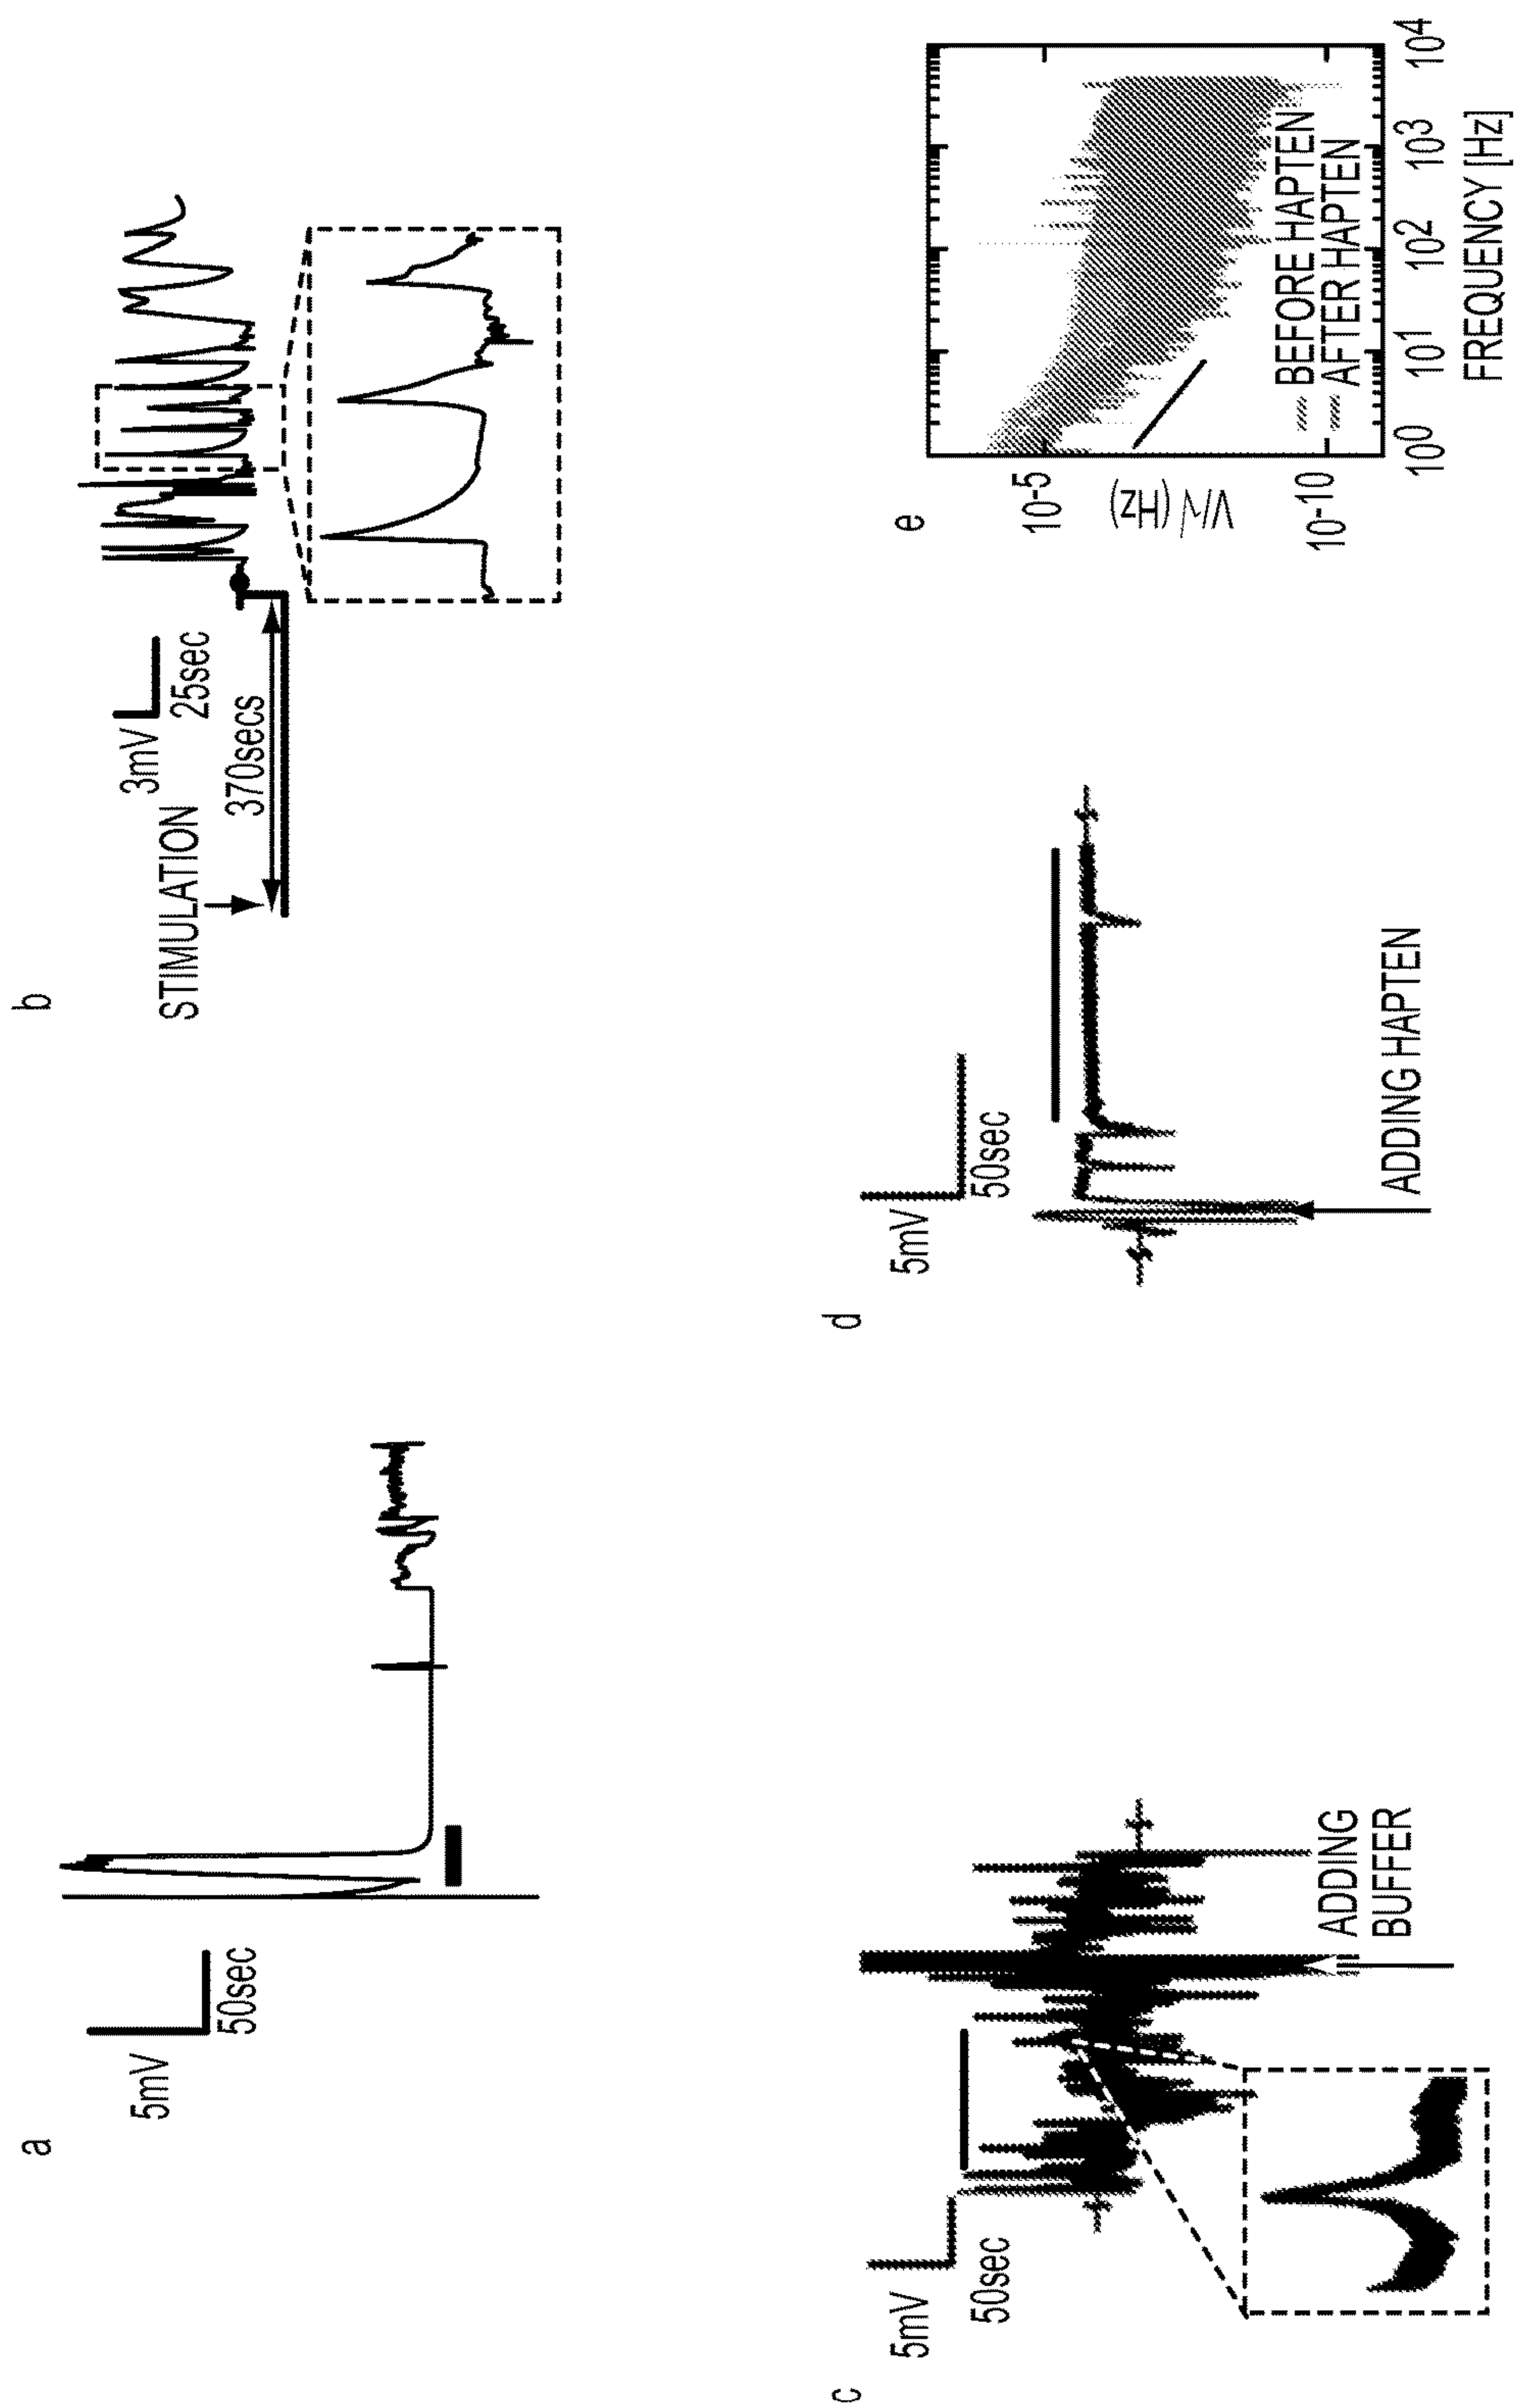 a
5mV
50sec
b
STIMULATION
3mV
25sec
370secs
c
5mV
50sec
ADDING
BUFFER
d
5mV
50sec
ADDING HAPTEN
e
V/√(Hz)
10-5
10-10
BEFORE HAPTEN
AFTER HAPTEN
100 101 102 103 104
FREQUENCY [Hz]